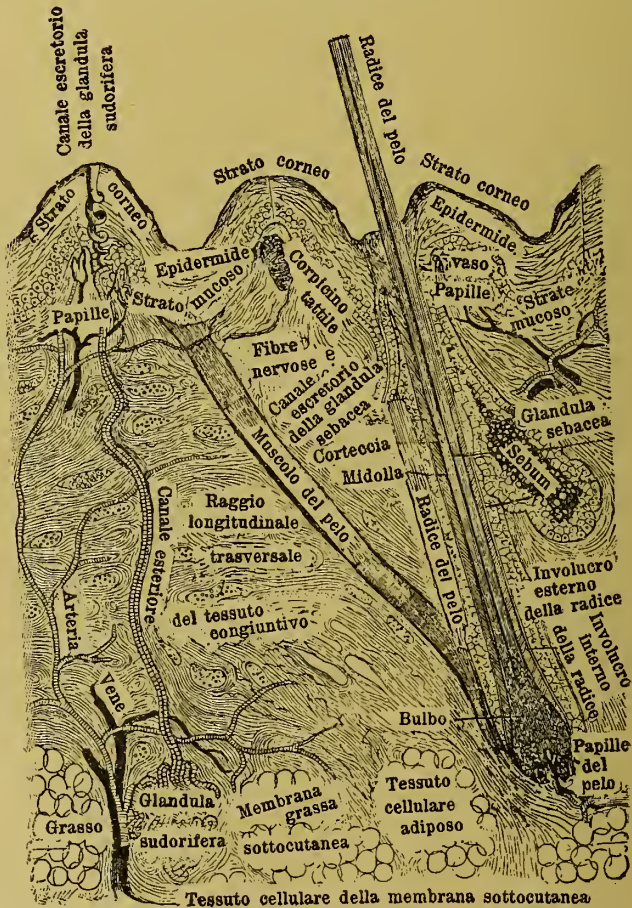 Canale escretorio
della glandula
sudorifera
Radice del pelo
Strato corneo
Strato corneo
Strato
corneo
Epidermide
Epidermide
Corpicino
tattile
vaso
Papille
Strato
mucoso
Strate
mucoso
Papille
Fibre
nervose e
Canale
escretorio
della glandula
sebacea
Glandula
sebacea
Sebum
Corteccia
Midolla
Muscolo del pelo
Radice del pelo
Raggio
longitudinale
trasversale
del tessuto
congiuntivo
Canale esteriore
Arteria
Vene
Involucro
esterno
della radice
Involucro
interno
della radice
Bulbo
Papille
del
pelo
Grasso
Glandula
sudorifera
Membrana
grassa
sottocutanea
Tessuto
cellulare
adiposo
Tessuto cellulare della membrana sottocutanea